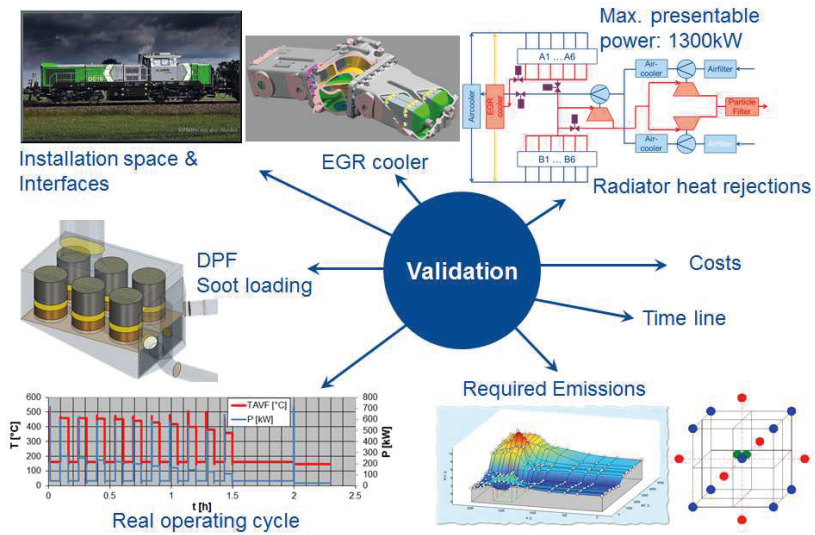 Max. presentable
power: 1300kW
A1 ... A6
Air-
cooler
Airfilter
Aircooler
EGR
cooler
Particle
Filter
B1 ... B6
Air-
cooler
Airfilter
Installation space &
Interfaces
EGR cooler
Radiator heat rejections
Validation
DPF
Soot loading
Costs
Time line
Required Emissions
600
500
400
300
200
100
0
T [°C]
TAVF [°C]
P [kW]
800
700
600
500
400
300
200
100
0
P [kW]
0
0.5
1
1.5
2
2.5
t [h]
Real operating cycle